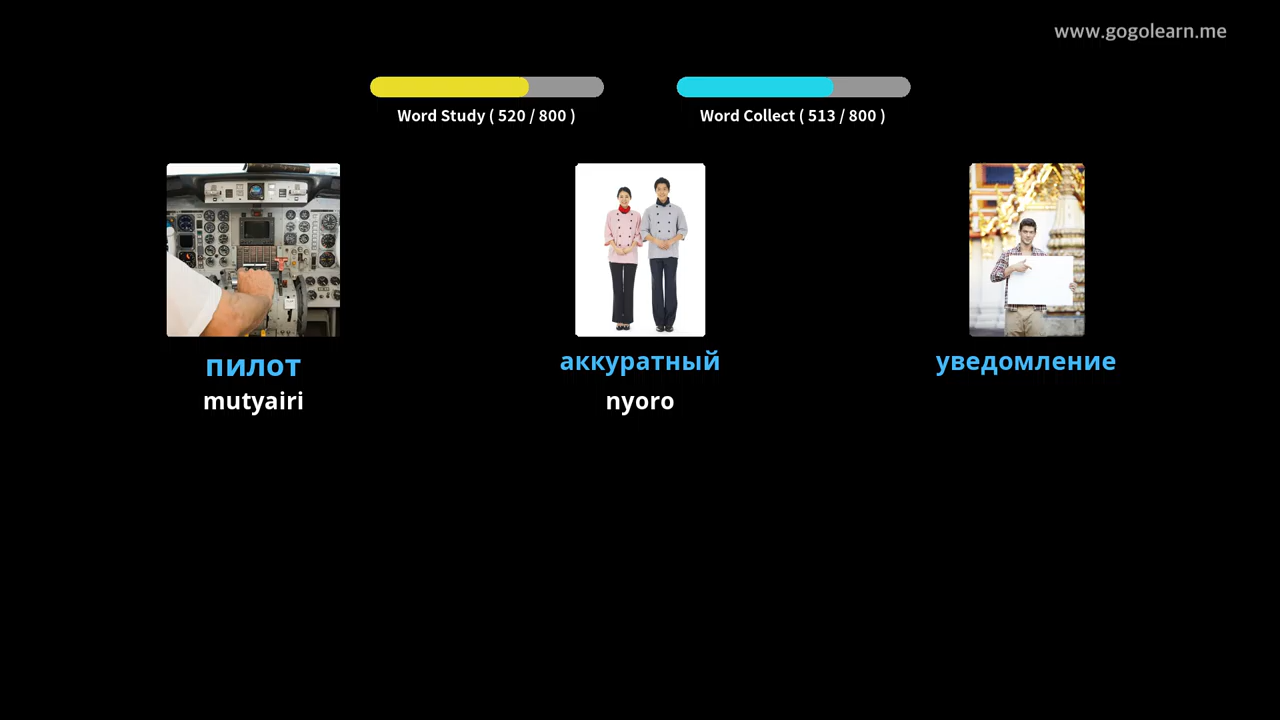 www.gogolearn.me
Word Study ( 520 / 800 )
Word Collect ( 513 / 800 )
пилот
mutyairi
аккуратный
nyoro
уведомление